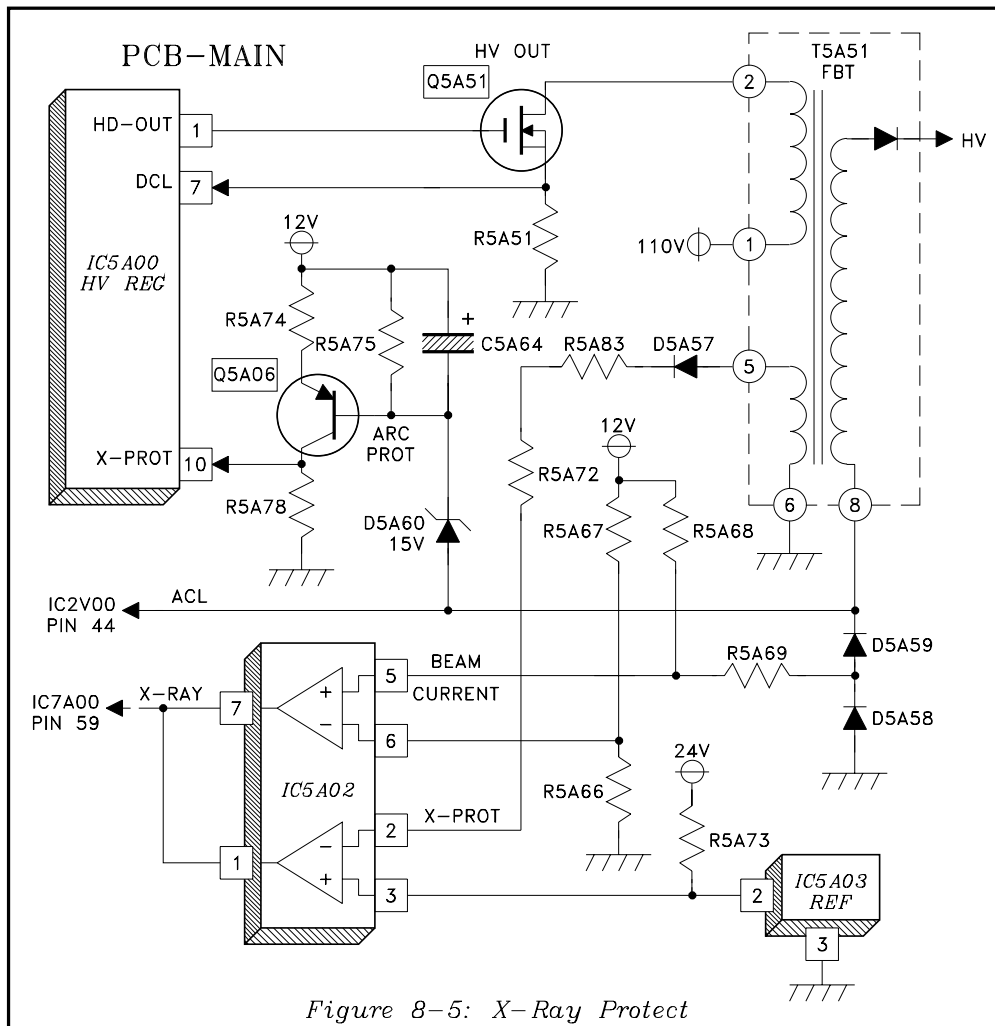 PCB-MAIN
HV OUT
Q5A51
T5A51
FBT
2
HD-OUT
1
HV
DCL
7
12V
R5A51
110V
1
IC5A00
HV REG
R5A74
R5A75
+
C5A64
R5A83
D5A57
5
Q5A06
12V
ARC
PROT
X-PROT
10
R5A72
R5A78
D5A60
15V
R5A67
R5A68
6
8
IC2V00
PIN 44
ACL
D5A59
R5A69
BEAM
CURRENT
5
+
-
7
X-RAY
IC7A00
PIN 59
6
D5A58
24V
IC5A02
R5A66
X-PROT
2
R5A73
1
-
+
3
2
IC5A03
REF
3
Figure 8-5: X-Ray Protect